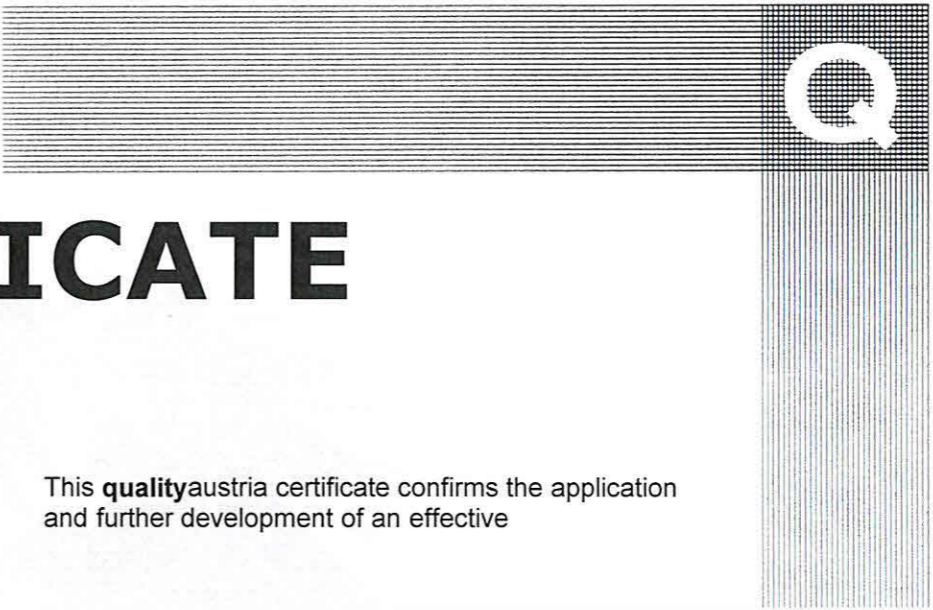 Q
ICATE
This qualityaustria certificate confirms the application
and further development of an effective